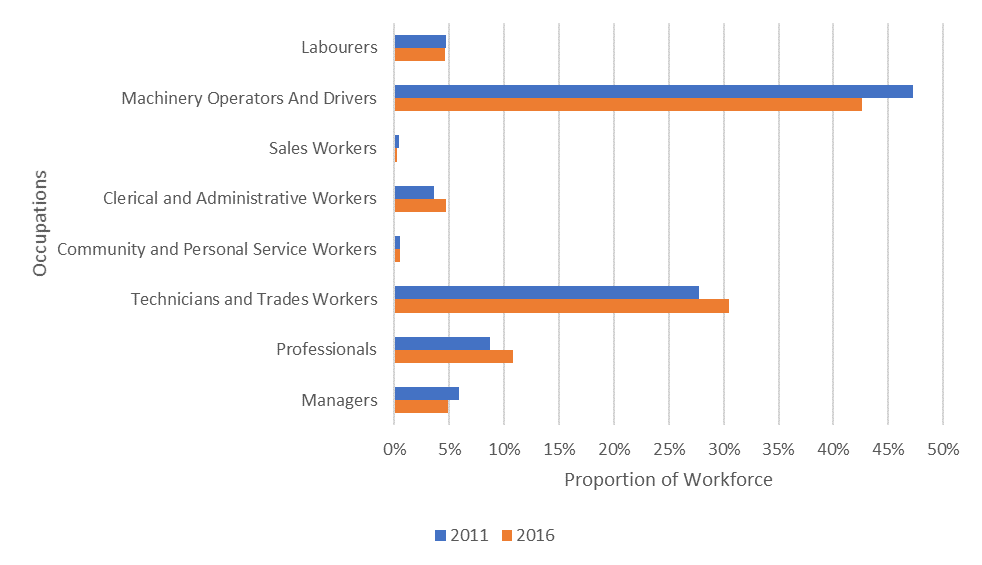 Labourers
Machinery Operators And Drivers
Sales Workers
Clerical and Administrative Workers
Community and Personal Service Workers
Technicians and Trades Workers
Professionals
Managers
Occupations
0% 5% 10% 15% 20% 25% 30% 35% 40% 45% 50%
Proportion of Workforce
2011 2016